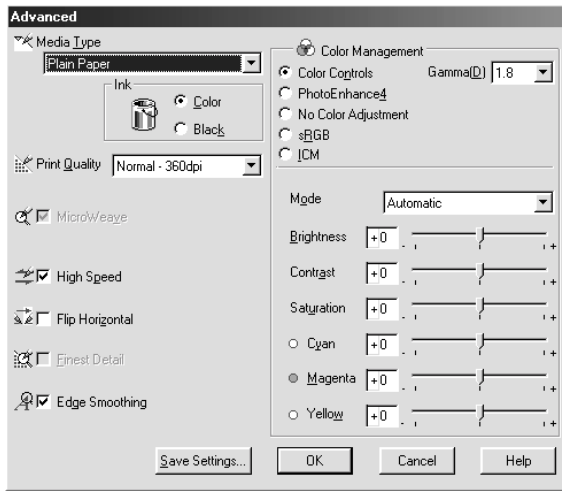 Advanced
Media Type
Plain Paper
Ink
Color
Black
Print Quality Normal - 360dpi
MicroWeave
High Speed
Flip Horizontal
Finest Detail
Edge Smoothing
Color Management
Color Controls Gamma(D) 1.8
PhotoEnhance4
No Color Adjustment
sRGB
ICM
Mode Automatic
Brightness +0 - +
Contrast +0 - +
Saturation +0 - +
Cyan +0 - +
Magenta +0 - +
Yellow +0 - +
Save Settings... OK Cancel Help